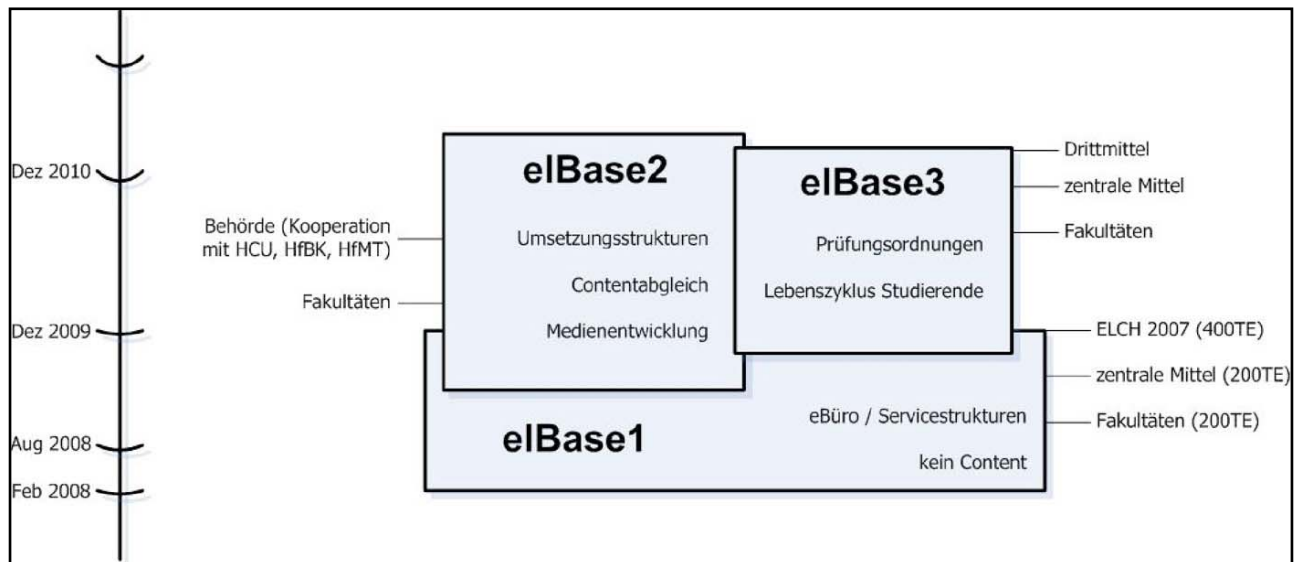 Dez 2010
Dez 2009
Aug 2008
Feb 2008
Behörde (Kooperation
mit HCU, HfBK, HfMT)
Fakultäten
elBase2
Umsetzungsstrukturen
Contentabgleich
Medienentwicklung
elBase3
Prüfungsordnungen
Lebenszyklus Studierende
Drittmittel
zentrale Mittel
Fakultäten
elBase1
eBüro / Servicestrukturen
kein Content
ELCH 2007 (400TE)
zentrale Mittel (200TE)
Fakultäten (200TE)